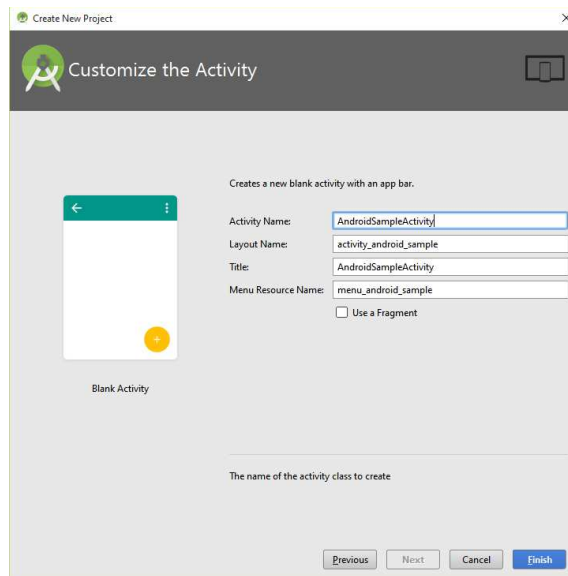 Create New Project
Customize the Activity
Creates a new blank activity with an app bar.
Activity Name: AndroidSampleActivity
Layout Name: activity_android_sample
Title: AndroidSampleActivity
Menu Resource Name: menu_android_sample
Use a Fragment
Blank Activity
The name of the activity class to create
Previous Next Cancel Finish